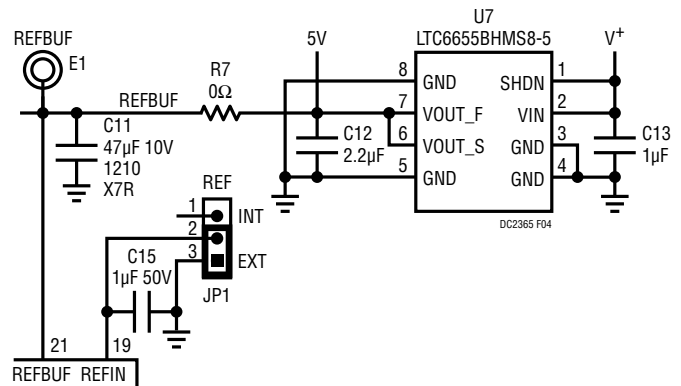 U7
LTC6655BHMS8-5
REFBUF
E1
5V
V+
R7
0Ω
REFBUF
8 GND SHDN 1
7 VOUT_F VIN 2
6 VOUT_S GND 3
5 GND GND 4
C11
47µF 10V
1210
X7R
C12
2.2µF
C13
1µF
DC2365 F04
REF
1 INT
2
3 EXT
JP1
C15
1µF 50V
21 19
REFBUF REFIN